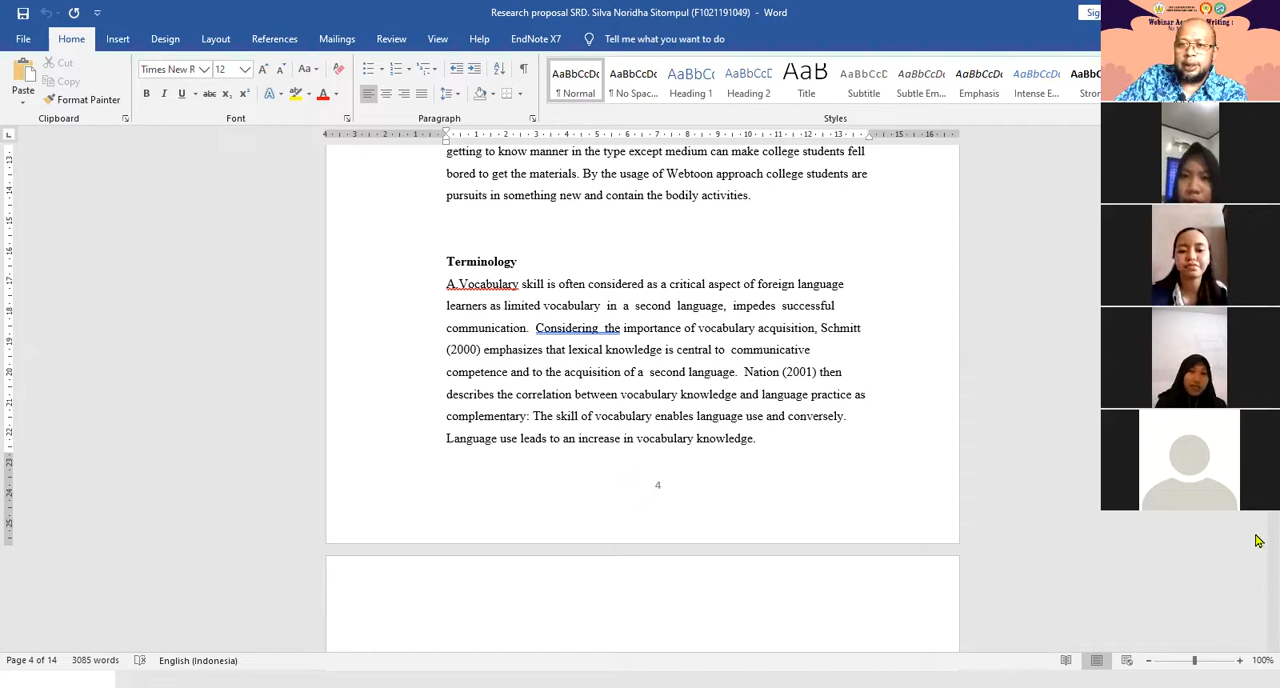 Research proposal SRD. Silva Noridha Sitompul (F1021191049) - Word
File Home Insert Design Layout References Mailings Review View Help EndNote X7 Tell me what you want to do
Cut
Copy
Format Painter
Paste
Times New R 12
AaBbCcDc AaBbCcDc AaBbCc AaBbCcC AaB AaBbCcC AaBbCcDc AaBbCcDc AaBbCcDc
¶ Normal ¶ No Spac... Heading 1 Heading 2 Title Subtitle Subtle Em... Emphasis Intense E...
Clipboard Font Paragraph Styles
getting to know manner in the type except medium can make college students fell
bored to get the materials. By the usage of Webtoon approach college students are
pursuits in something new and contain the bodily activities.
Terminology
A.Vocabulary skill is often considered as a critical aspect of foreign language
learners as limited vocabulary in a second language, impedes successful
communication. Considering the importance of vocabulary acquisition, Schmitt
(2000) emphasizes that lexical knowledge is central to communicative
competence and to the acquisition of a second language. Nation (2001) then
describes the correlation between vocabulary knowledge and language practice as
complementary: The skill of vocabulary enables language use and conversely.
Language use leads to an increase in vocabulary knowledge.
4
Page 4 of 14 3085 words English (Indonesia) 100%